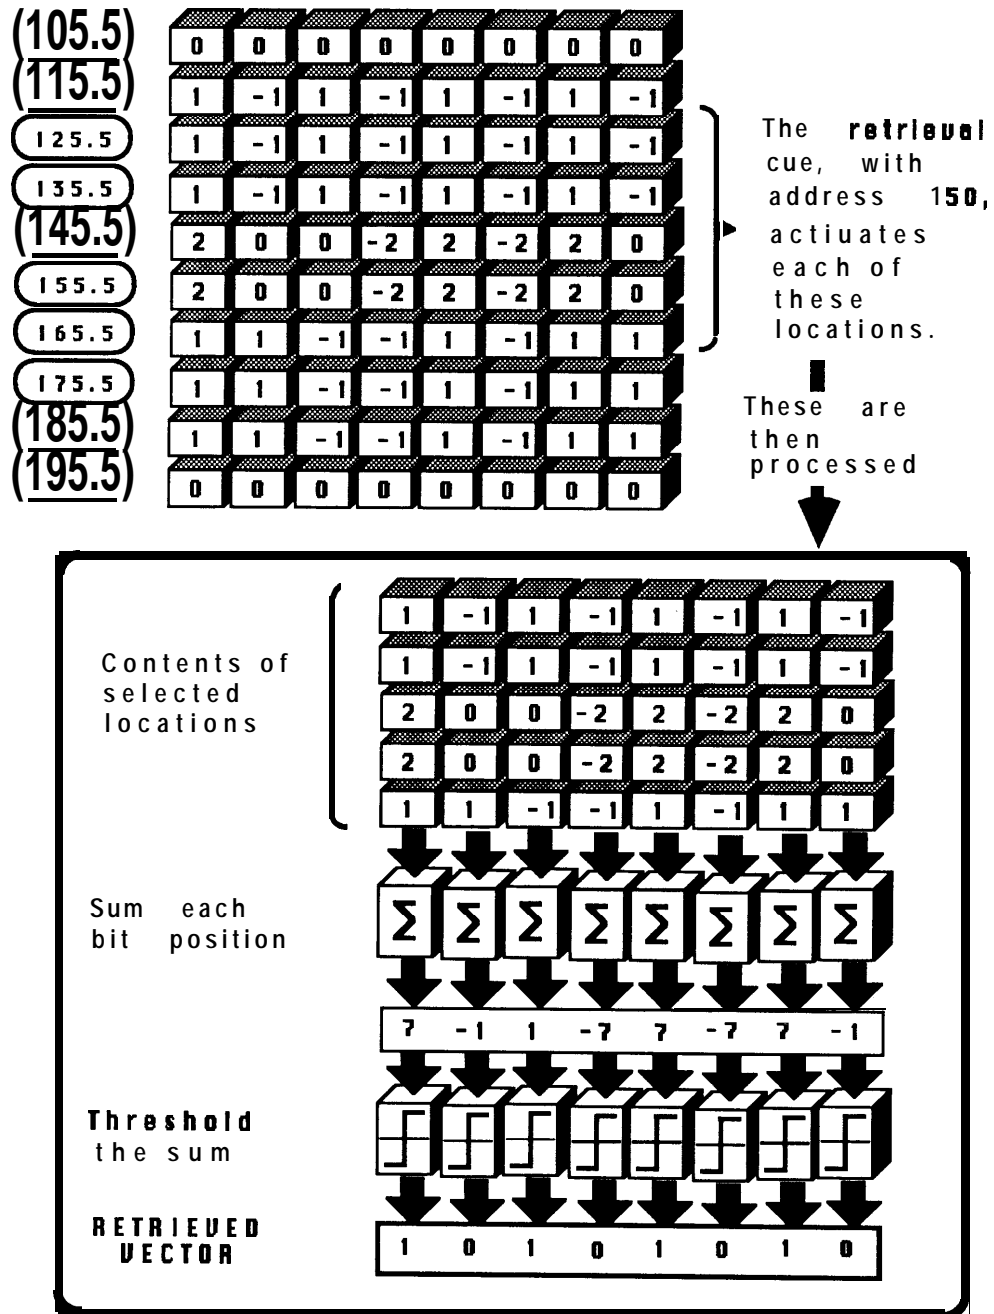 (105.5) 0 0 0 0 0 0 0 0
(115.5) 1 -1 1 -1 1 -1 1 -1
125.5 1 -1 1 -1 1 -1 1 -1
135.5 1 -1 1 -1 1 -1 1 -1
(145.5) 2 0 0 -2 2 -2 2 0
155.5 2 0 0 -2 2 -2 2 0
165.5 1 1 -1 -1 1 -1 1 1
175.5 1 1 -1 -1 1 -1 1 1
(185.5) 1 1 -1 -1 1 -1 1 1
(195.5) 0 0 0 0 0 0 0 0
The retrieval
cue, with
address 150,
actiuates
each of
these
locations.
These are
then
processed
Contents of
selected
locations
1 -1 1 -1 1 -1 1 -1
1 -1 1 -1 1 -1 1 -1
2 0 0 -2 2 -2 2 0
2 0 0 -2 2 -2 2 0
1 1 -1 -1 1 -1 1 1
Sum each
bit position
Σ Σ Σ Σ Σ Σ Σ Σ
7 -1 1 -7 7 -7 7 -1
Threshold
the sum
RETRIEUED
UECTOR
1 0 1 0 1 0 1 0